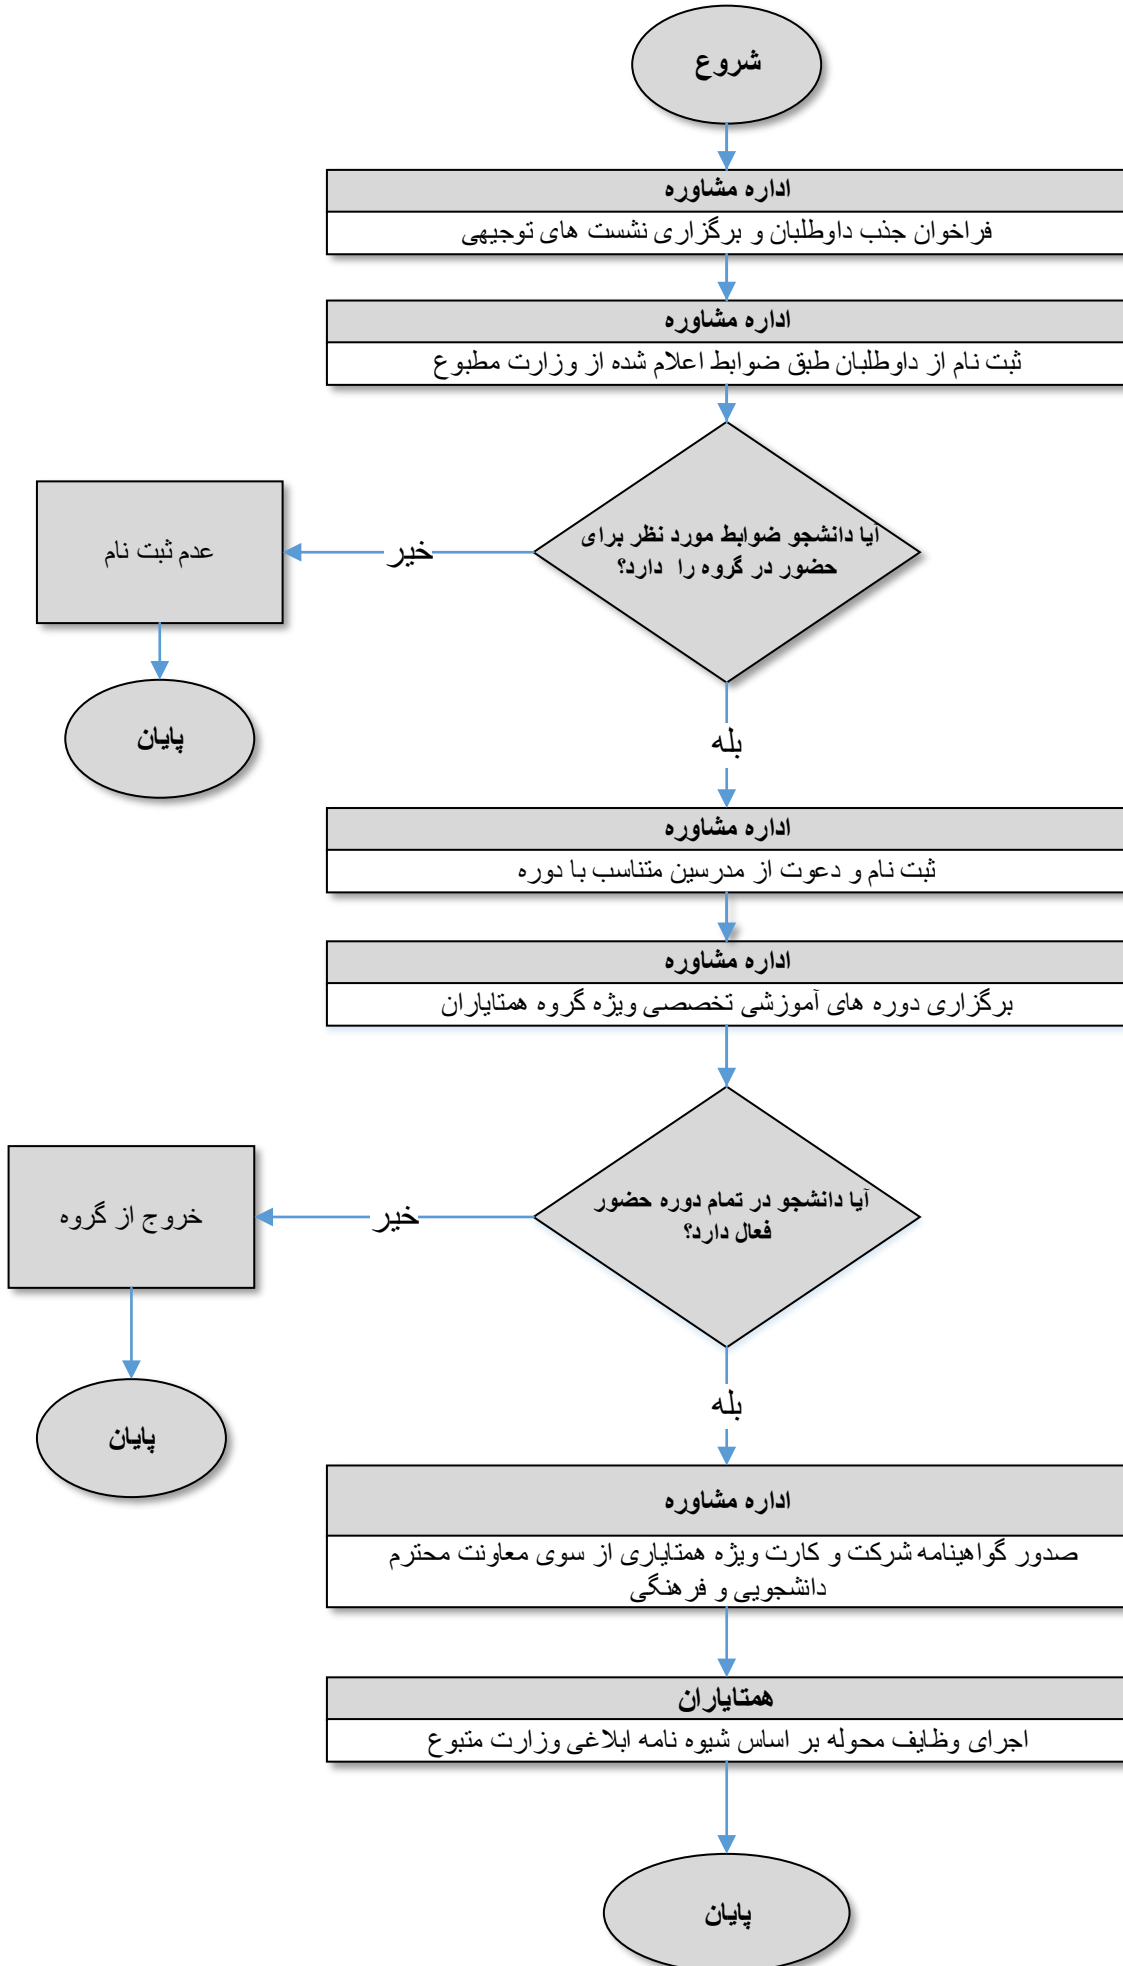 شروع
اداره مشاوره
فراخوان جذب داوطلبان و برگزاری نشست های توجیهی
اداره مشاوره
ثبت نام از داوطلبان طبق ضوابط اعلام شده از وزارت مطبوع
آیا دانشجو ضوابط مورد نظر برای
حضور در گروه را دارد؟
خیر
عدم ثبت نام
پایان
بله
اداره مشاوره
ثبت نام و دعوت از مدرسین متناسب با دوره
اداره مشاوره
برگزاری دوره های آموزشی تخصصی ویژه گروه همتایاران
آیا دانشجو در تمام دوره حضور
فعال دارد؟
خیر
خروج از گروه
پایان
بله
اداره مشاوره
صدور گواهینامه شرکت و کارت ویژه همتایاری از سوی معاونت محترم
دانشجویی و فرهنگی
همتایاران
اجرای وظایف محوله بر اساس شیوه نامه ابلاغی وزارت متبوع
پایان